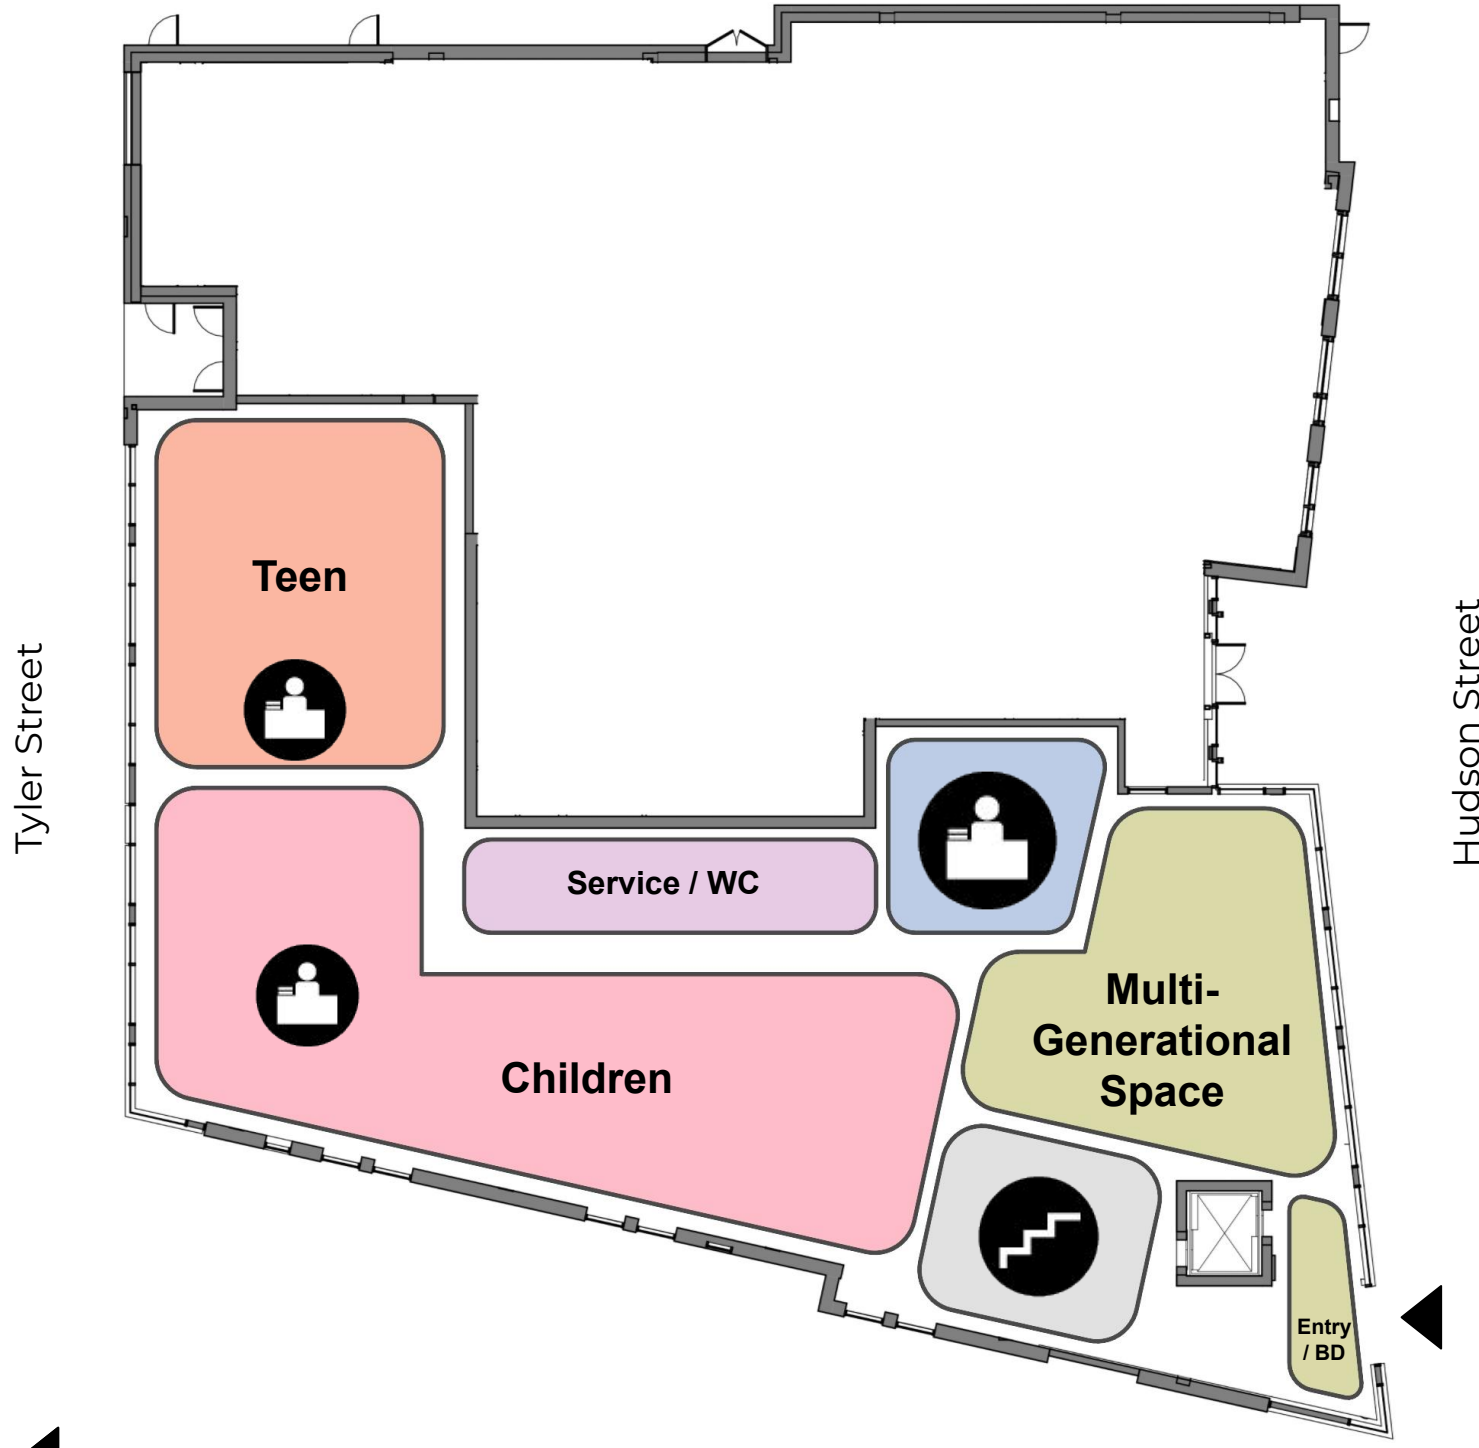 Teen
Tyler Street
Hudson Street
Service / WC
Multi-
Generational
Space
Children
Entry
/ BD